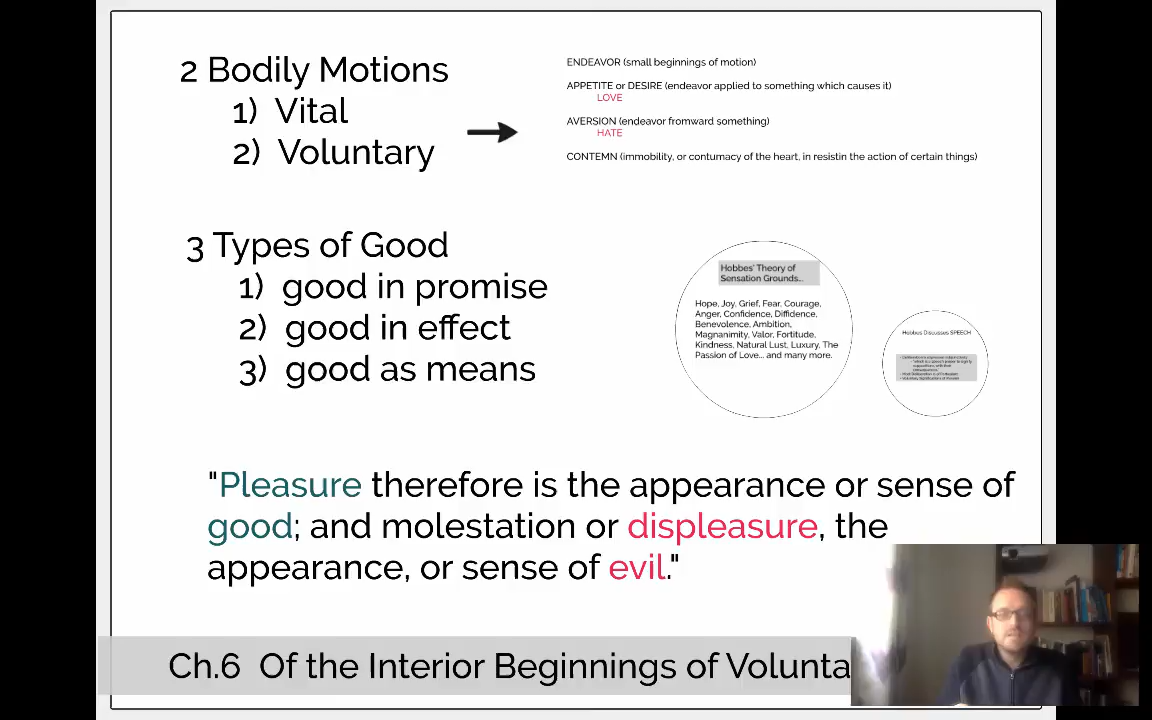 2 Bodily Motions
1) Vital
2) Voluntary
ENDEAVOR (small beginnings of motion)
APPETITE or DESIRE (endeavor applied to something which causes it)
LOVE
AVERSION (endeavor fromward something)
HATE
CONTEMN (immobility, or contumacy of the heart, in resistin the action of certain things)
3 Types of Good
1) good in promise
2) good in effect
3) good as means
Hobbes' Theory of
Sensation Grounds...
Hope, Joy, Grief, Fear, Courage,
Anger, Confidence, Diffidence,
Benevolence, Ambition,
Magnanimity, Valor, Fortitude,
Kindness, Natural Lust, Luxury, The
Passion of Love... and many more.
Hobbes Discusses SPEECH
"Pleasure therefore is the appearance or sense of
good; and molestation or displeasure, the
appearance, or sense of evil."
Ch.6 Of the Interior Beginnings of Volunta